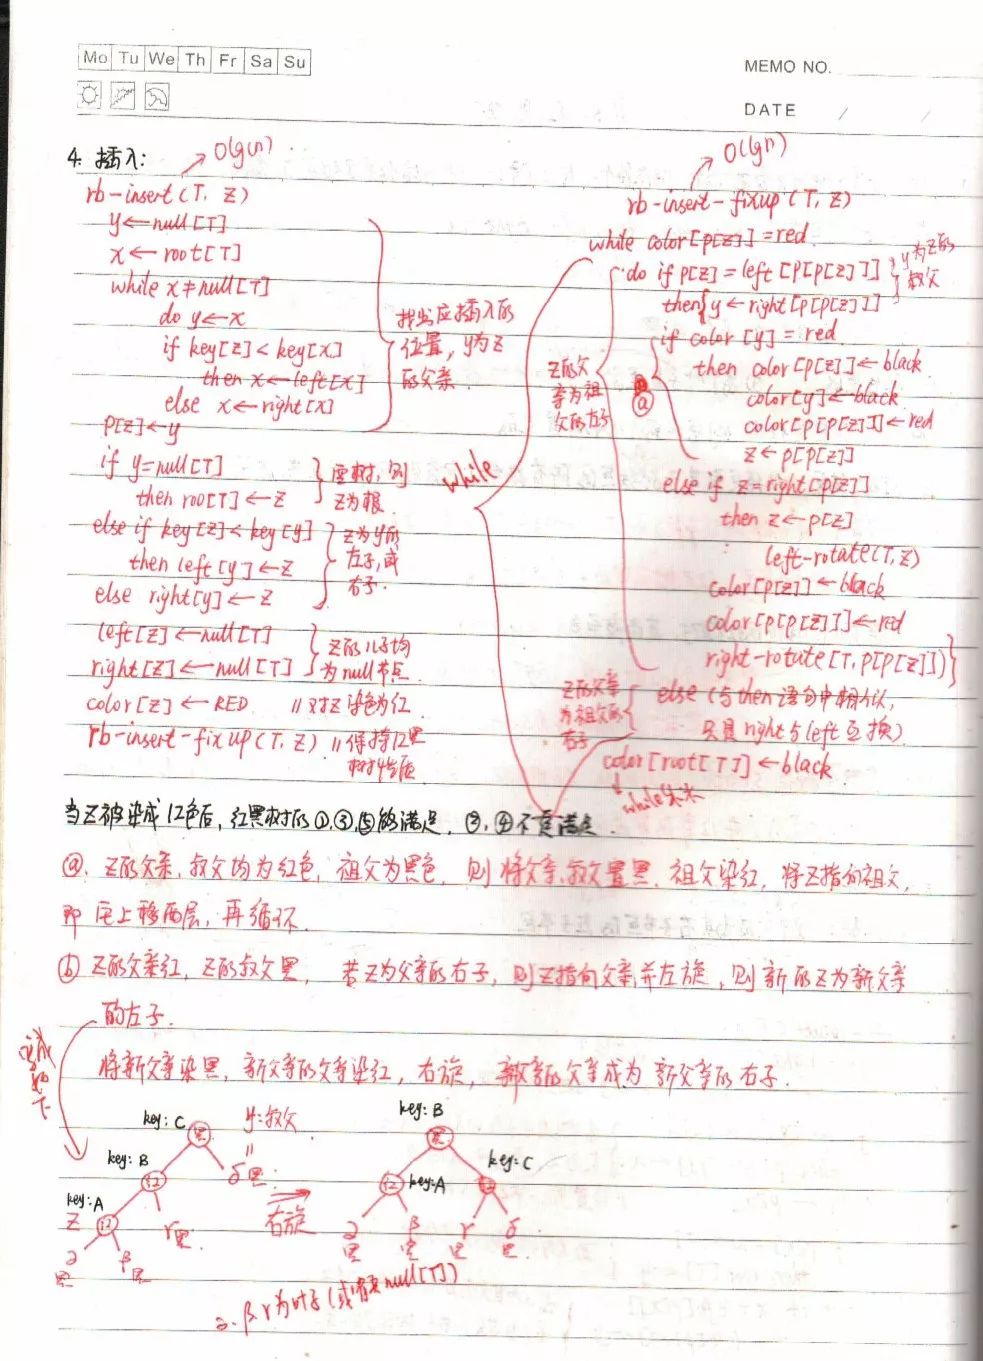 Mo Tu We Th Fr Sa Su
MEMO NO.
DATE / /
4. 插入:
O(lgn)
rb-insert(T, z)
y←null[T]
x←root[T]
while x≠null[T]
do y←x
if key[z]<key[x]
then x←left[x]
else x←right[x]
p[z]←y
找出应插入的
位置,y为z
的父亲.
if y=null[T]
then root[T]←z
空树,则
z为根.
else if key[z]<key[y]
then left[y]←z
else right[y]←z
z为y的
左子,或
右子.
left[z]←null[T]
right[z]←null[T]
z的儿子均
为null节点.
color[z]←RED //对z染色为红.
rb-insert-fixup(T, z) //保持红黑
树性质
O(lgn)
rb-insert-fixup(T, z)
while color[p[z]]=red.
do if p[z]=left[p[p[z]]]
then{y←right[p[p[z]]]
y为z的
叔父
if color[y]=red.
then color[p[z]]←black.
color[y]←black.
color[p[p[z]]]←red
z←p[p[z]]
ⓐ
z的父
亲为祖
父的左子
while
else if z=right[p[z]]
then z←p[z]
left-rotate(T,z)
color[p[z]]←black
color[p[p[z]]]←red
right-rotate[T,p[p[z]]])
z的父亲
为祖父的
右子
else (与then语句中相似,
只是right与left互换)
color[root[T]]←black
while结束
当z被染成红色后, 红黑树的①,③,⑤能满足, ②,④不一定满足.
ⓐ. z的父亲, 叔父均为红色, 祖父为黑色, 则将父亲,叔父置黑, 祖父染红, 将z指向祖父,
即z上移两层, 再循环.
ⓑ z的父亲红, z的叔父黑, 若z为父亲的右子, 则z指向父亲并左旋, 则新的z为新父亲
的左子.
将新父亲染黑, 新父亲的父亲染红, 右旋, 新父亲的父亲成为新父亲的右子.
key: C
黑
y:叔父
key: B
红
δ黑
key: A
z
红
γ黑.
∂
黑
β
黑
右旋
key: B
黑
key: C
红
key: A
红
∂
黑
β
黑
γ
黑
δ
黑
∂.β.γ为叶子(或者是null[T])